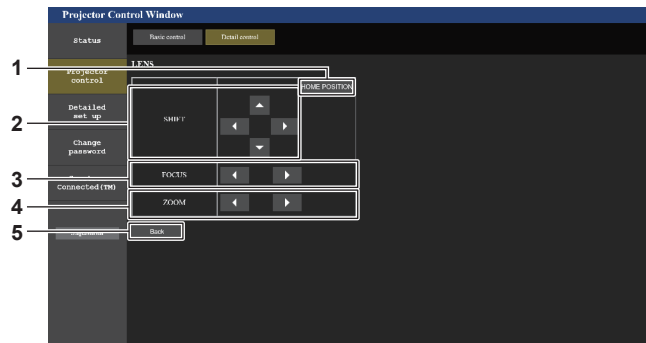 Projector Control Window
Status
Basic control
Detail control
1
LENS
Projector
control
HOME POSITION
2
Detailed
set up
SHIFT
Change
password
3
FOCUS
Connected(TM)
4
ZOOM
5
Back